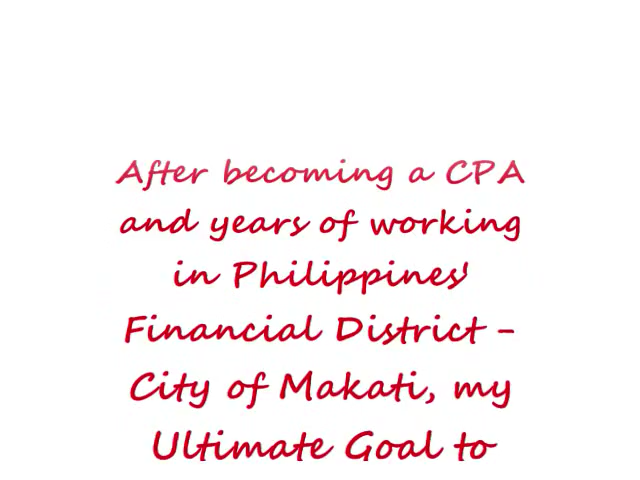 After becoming a CPA
and years of working
in Philippines'
Financial District -
City of Makati, my
Ultimate Goal to